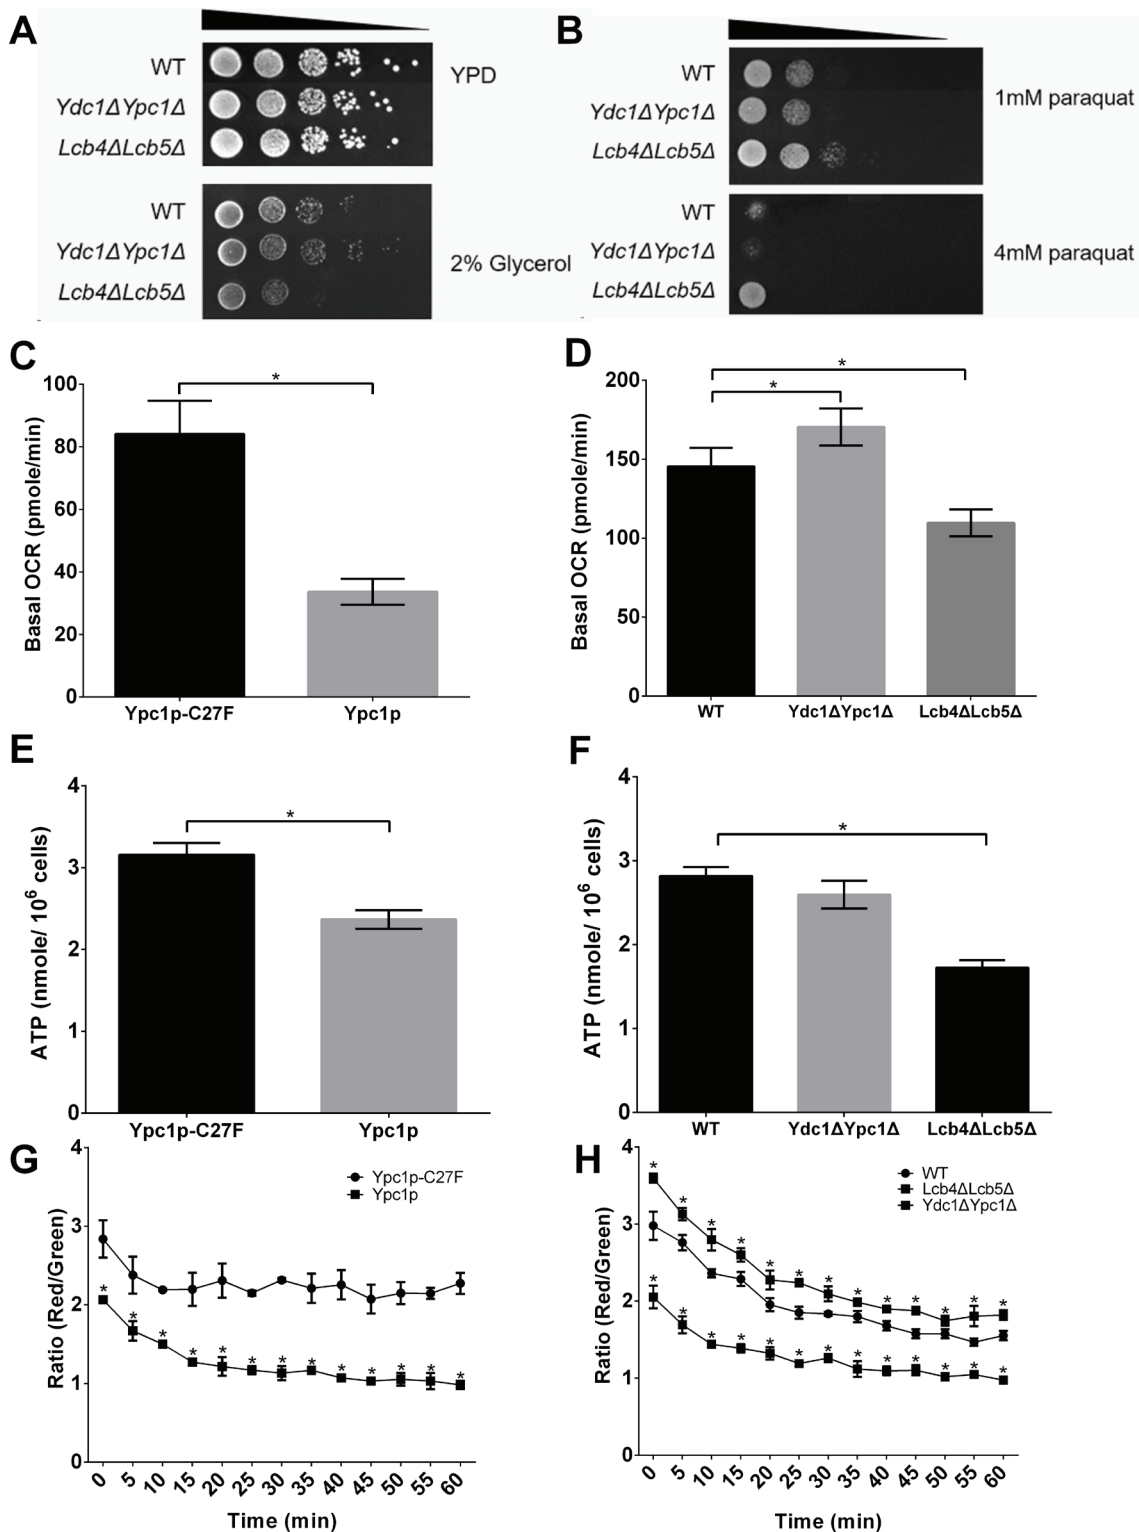 A
WT
Ydc1ΔYpc1Δ
Lcb4ΔLcb5Δ
YPD
WT
Ydc1ΔYpc1Δ
Lcb4ΔLcb5Δ
2% Glycerol
B
WT
Ydc1ΔYpc1Δ
Lcb4ΔLcb5Δ
1mM paraquat
WT
Ydc1ΔYpc1Δ
Lcb4ΔLcb5Δ
4mM paraquat
C
Basal OCR (pmole/min)
100
80
60
40
20
0
*
Ypc1p-C27F Ypc1p
D
Basal OCR (pmole/min)
200
150
100
50
0
*
*
WT Ydc1ΔYpc1Δ Lcb4ΔLcb5Δ
E
ATP (nmole/ 10⁶ cells)
4
3
2
1
0
*
Ypc1p-C27F Ypc1p
F
ATP (nmole/ 10⁶ cells)
4
3
2
1
0
*
WT Ydc1ΔYpc1Δ Lcb4ΔLcb5Δ
G
Ratio (Red/Green)
4
3
2
1
0
Ypc1p-C27F
Ypc1p
* * * * * * * * * * * * *
0 5 10 15 20 25 30 35 40 45 50 55 60
Time (min)
H
Ratio (Red/Green)
4
3
2
1
0
WT
Lcb4ΔLcb5Δ
Ydc1ΔYpc1Δ
* * * * * * * * * * * * *
* * * * * * * * * * * * *
0 5 10 15 20 25 30 35 40 45 50 55 60
Time (min)